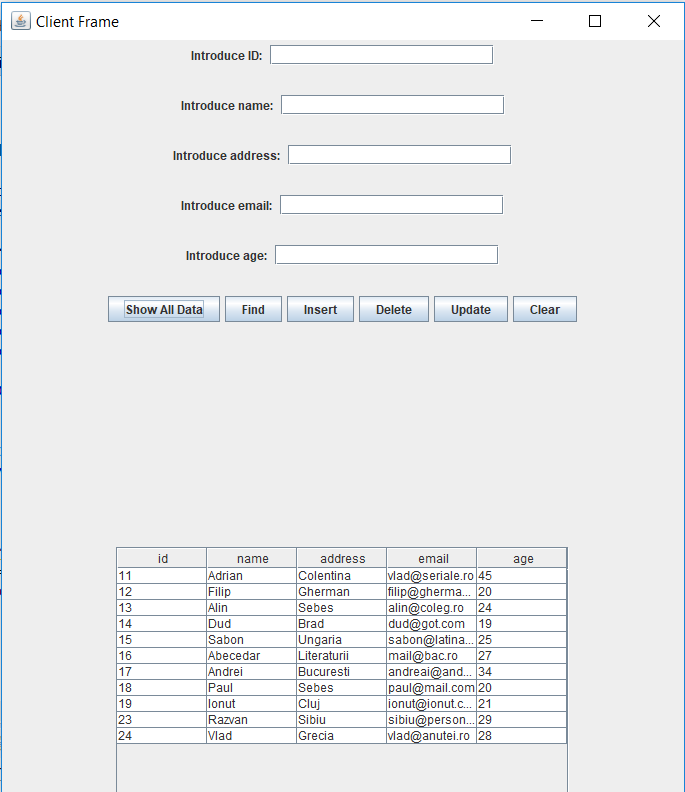 Client Frame
Introduce ID:
Introduce name:
Introduce address:
Introduce email:
Introduce age:
Show All Data Find Insert Delete Update Clear
id name address email age
11 Adrian Colentina vlad@seriale.ro 45
12 Filip Gherman filip@gherma... 20
13 Alin Sebes alin@coleg.ro 24
14 Dud Brad dud@got.com 19
15 Sabon Ungaria sabon@latina... 25
16 Abecedar Literaturii mail@bac.ro 27
17 Andrei Bucuresti andreai@and... 34
18 Paul Sebes paul@mail.com 20
19 Ionut Cluj ionut@ionut.c... 21
23 Razvan Sibiu sibiu@person... 29
24 Vlad Grecia vlad@anutei.ro 28